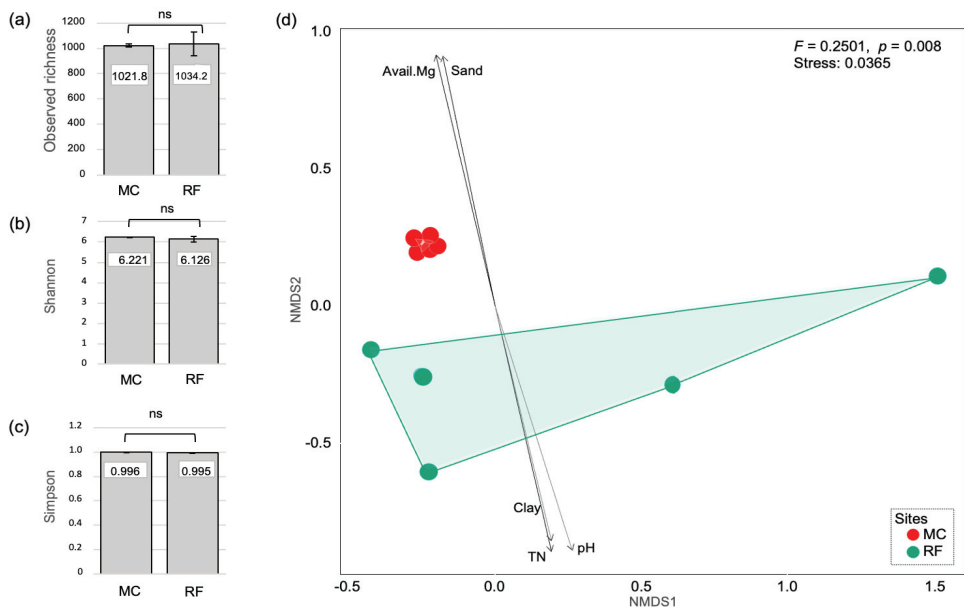 (a)
ns
1200
1000
800
600
400
200
0
Observed richness
1021.8
1034.2
MC
RF
(b)
ns
7
6
5
4
3
2
1
0
Shannon
6.221
6.126
MC
RF
(c)
ns
1.2
1.0
0.8
0.6
0.4
0.2
0.0
Simpson
0.996
0.995
MC
RF
(d)
F = 0.2501, p = 0.008
Stress: 0.0365
1.0
0.5
0.0
-0.5
NMDS2
Avail.Mg
Sand
Clay
TN
pH
Sites
MC
RF
-0.5
0.0
0.5
1.0
1.5
NMDS1